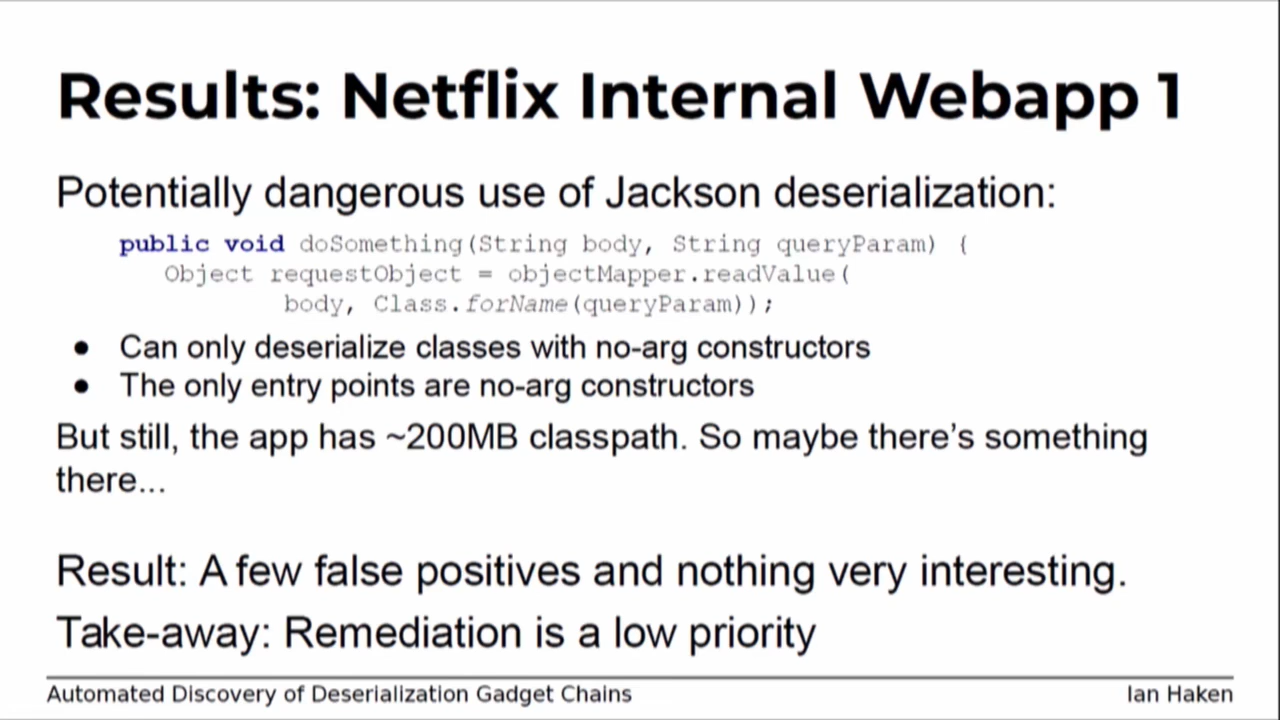 Results: Netflix Internal Webapp 1
Potentially dangerous use of Jackson deserialization:
public void doSomething(String body, String queryParam) {
Object requestObject = objectMapper.readValue(
body, Class.forName(queryParam));
● Can only deserialize classes with no-arg constructors
● The only entry points are no-arg constructors
But still, the app has ~200MB classpath. So maybe there's something
there...
Result: A few false positives and nothing very interesting.
Take-away: Remediation is a low priority
Automated Discovery of Deserialization Gadget Chains
Ian Haken